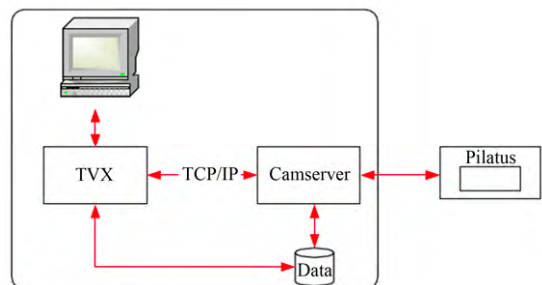 Pilatus
TVX
TCP/IP
Camserver
Data